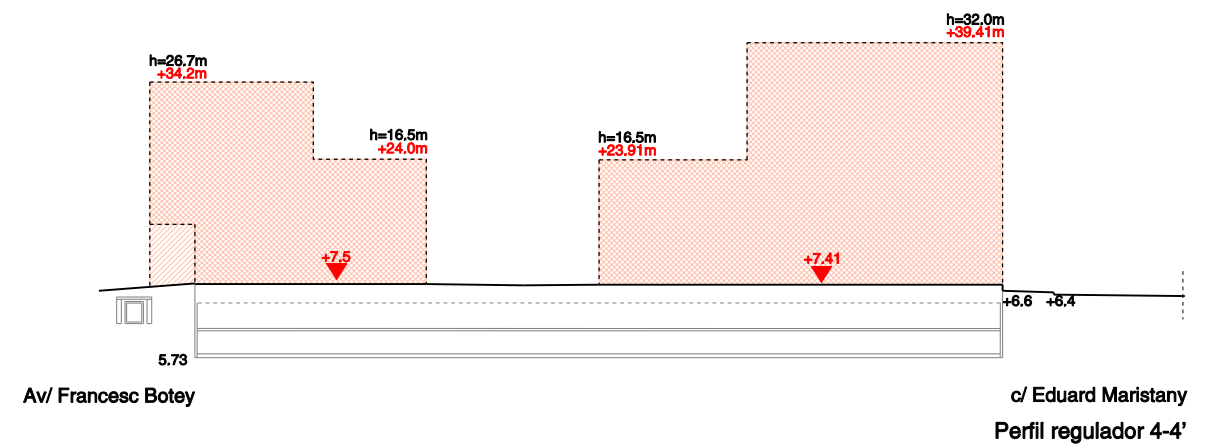 h=32.0m
+39.41m
h=26.7m
+34.2m
h=16.5m
+24.0m
h=16.5m
+23.91m
+7.5
+7.41
+6.6
+6.4
5.73
Av/ Francesc Botey
c/ Eduard Maristany
Perfil regulador 4-4’